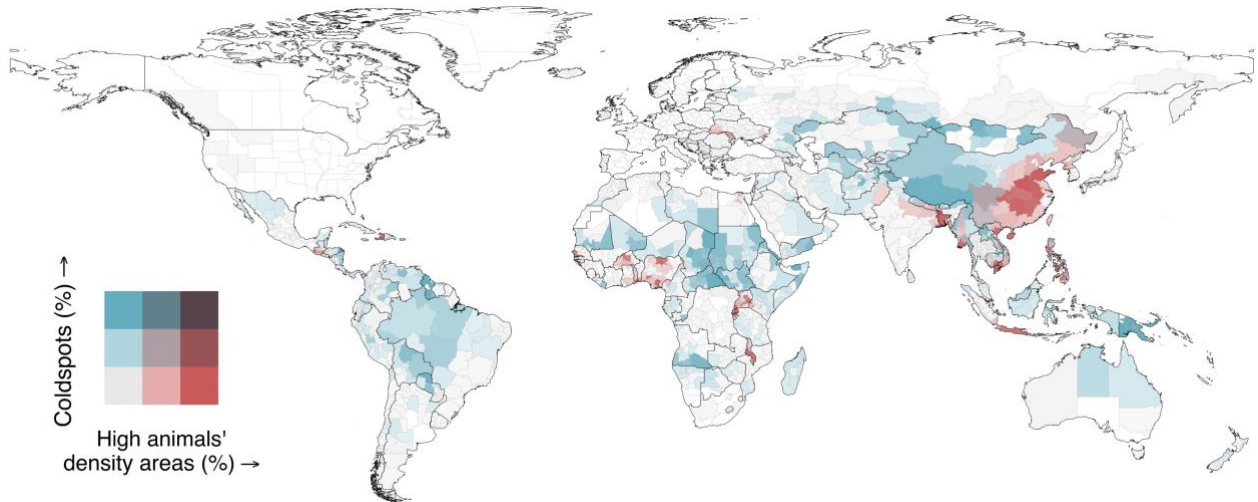 Coldspots (%) →
High animals'
density areas (%) →